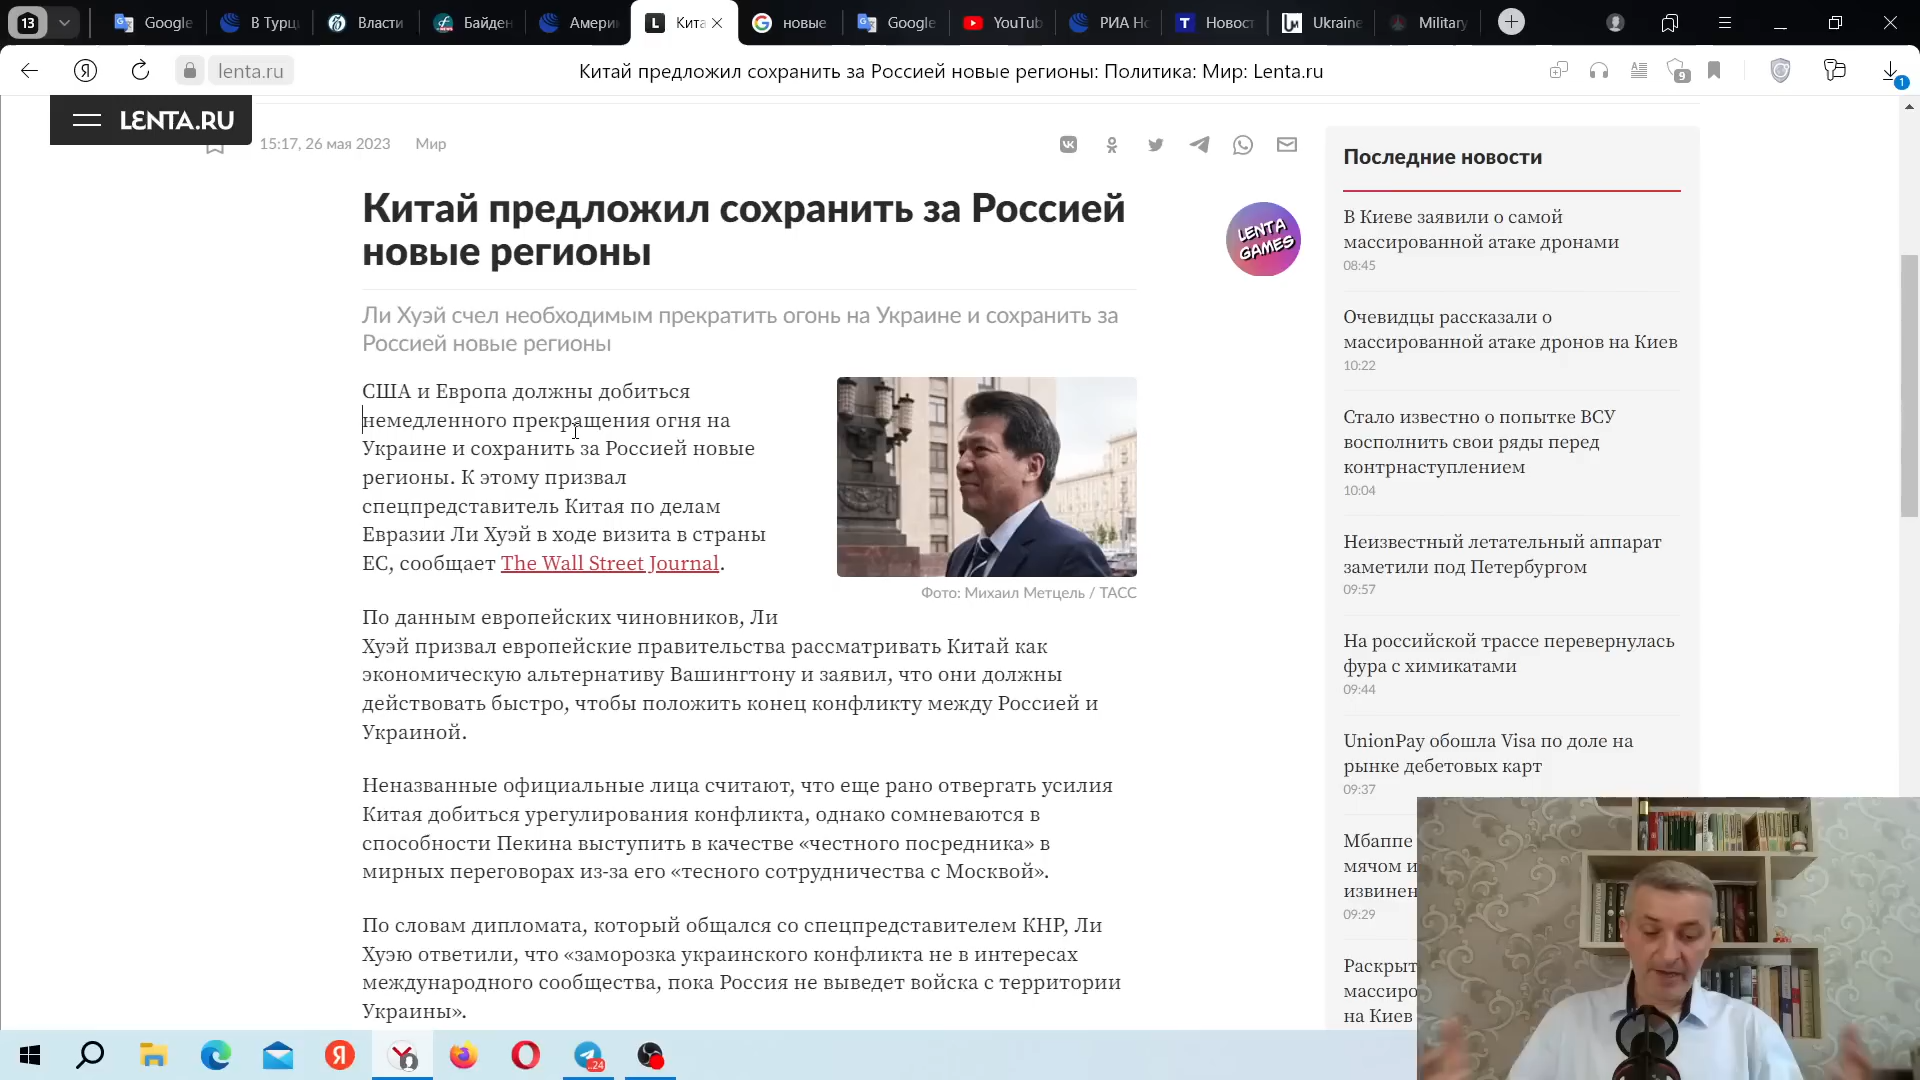 13
Google
В Турц
Власти
Байден
Амери
Кита
новые
Google
YouTub
РИА Но
Новост
Ukraine
Military
lenta.ru
Китай предложил сохранить за Россией новые регионы: Политика: Мир: Lenta.ru
9
1
LENTA.RU
15:17, 26 мая 2023
Мир
Китай предложил сохранить за Россией
новые регионы
LENTA
GAMES
Ли Хуэй счел необходимым прекратить огонь на Украине и сохранить за
Россией новые регионы
США и Европа должны добиться
немедленного прекращения огня на
Украине и сохранить за Россией новые
регионы. К этому призвал
спецпредставитель Китая по делам
Евразии Ли Хуэй в ходе визита в страны
ЕС, сообщает The Wall Street Journal.
Фото: Михаил Метцель / ТАСС
По данным европейских чиновников, Ли
Хуэй призвал европейские правительства рассматривать Китай как
экономическую альтернативу Вашингтону и заявил, что они должны
действовать быстро, чтобы положить конец конфликту между Россией и
Украиной.
Неназванные официальные лица считают, что еще рано отвергать усилия
Китая добиться урегулирования конфликта, однако сомневаются в
способности Пекина выступить в качестве «честного посредника» в
мирных переговорах из-за его «тесного сотрудничества с Москвой».
По словам дипломата, который общался со спецпредставителем КНР, Ли
Хуэю ответили, что «заморозка украинского конфликта не в интересах
международного сообщества, пока Россия не выведет войска с территории
Украины».
Последние новости
В Киеве заявили о самой
массированной атаке дронами
08:45
Очевидцы рассказали о
массированной атаке дронов на Киев
10:22
Стало известно о попытке ВСУ
восполнить свои ряды перед
контрнаступлением
10:04
Неизвестный летательный аппарат
заметили под Петербургом
09:57
На российской трассе перевернулась
фура с химикатами
09:44
UnionPay обошла Visa по доле на
рынке дебетовых карт
09:37
Мбаппе
мячом и
извинен
09:29
Раскрыт
массиро
на Киев
24